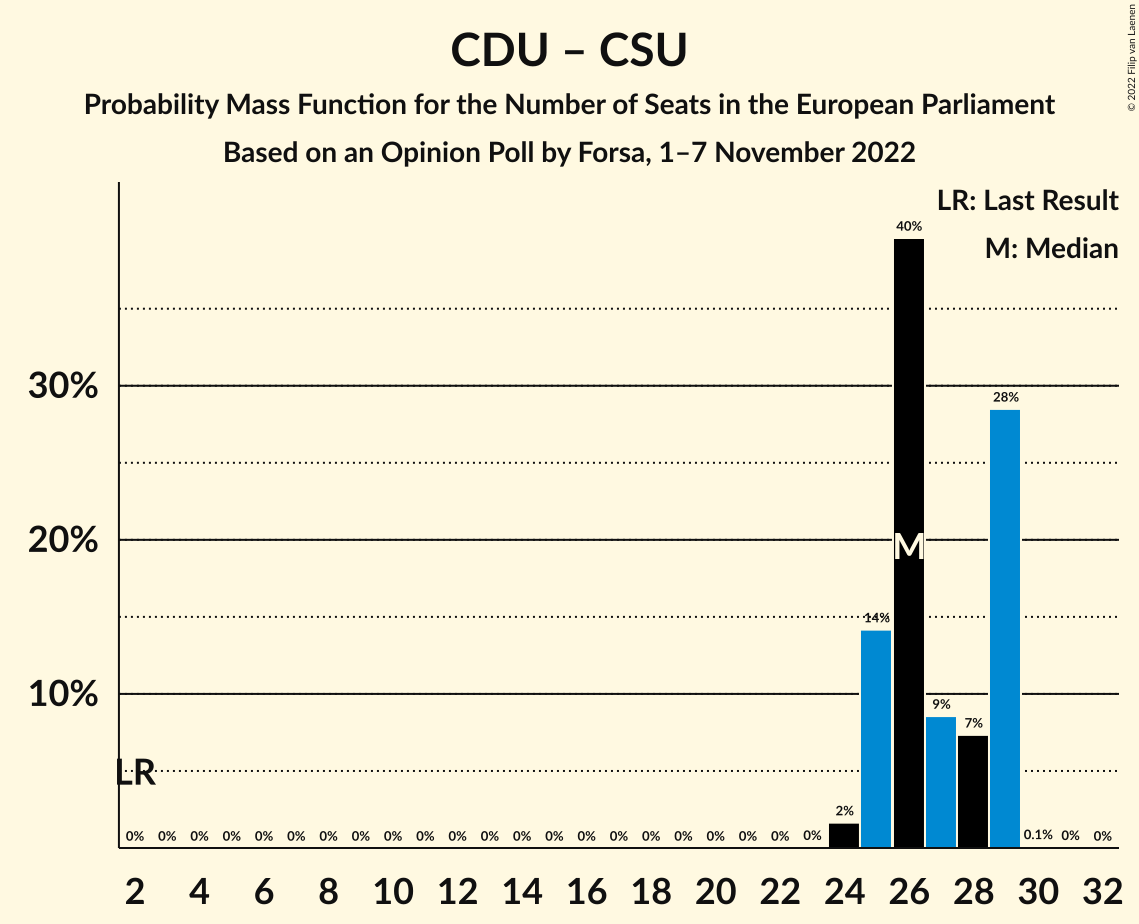 CDU – CSU
Probability Mass Function for the Number of Seats in the European Parliament
Based on an Opinion Poll by Forsa, 1–7 November 2022
© 2022 Filip van Laenen
LR: Last Result
M: Median
40%
30%
28%
20%
M
14%
10%
9%
7%
LR
2%
0% 0% 0% 0% 0% 0% 0% 0% 0% 0% 0% 0% 0% 0% 0% 0% 0% 0% 0% 0% 0% 0% 0.1% 0% 0%
2 4 6 8 10 12 14 16 18 20 22 24 26 28 30 32